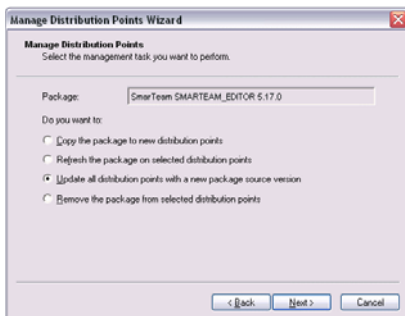 Manage Distribution Points Wizard
Manage Distribution Points
Select the management task you want to perform.
Package: SmarTeam SMARTEAM_EDITOR 5.17.0
Do you want to:
Copy the package to new distribution points
Refresh the package on selected distribution points
Update all distribution points with a new package source version
Remove the package from selected distribution points
< Back Next > Cancel